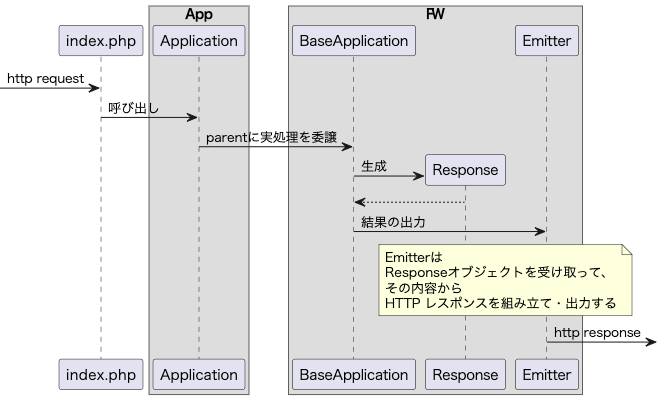 App
FW
index.php
Application
BaseApplication
Emitter
http request
呼び出し
parentに実処理を委譲
生成
Response
結果の出力
Emitterは
Responseオブジェクトを受け取って、
その内容から
HTTP レスポンスを組み立て・出力する
http response
index.php
Application
BaseApplication
Response
Emitter